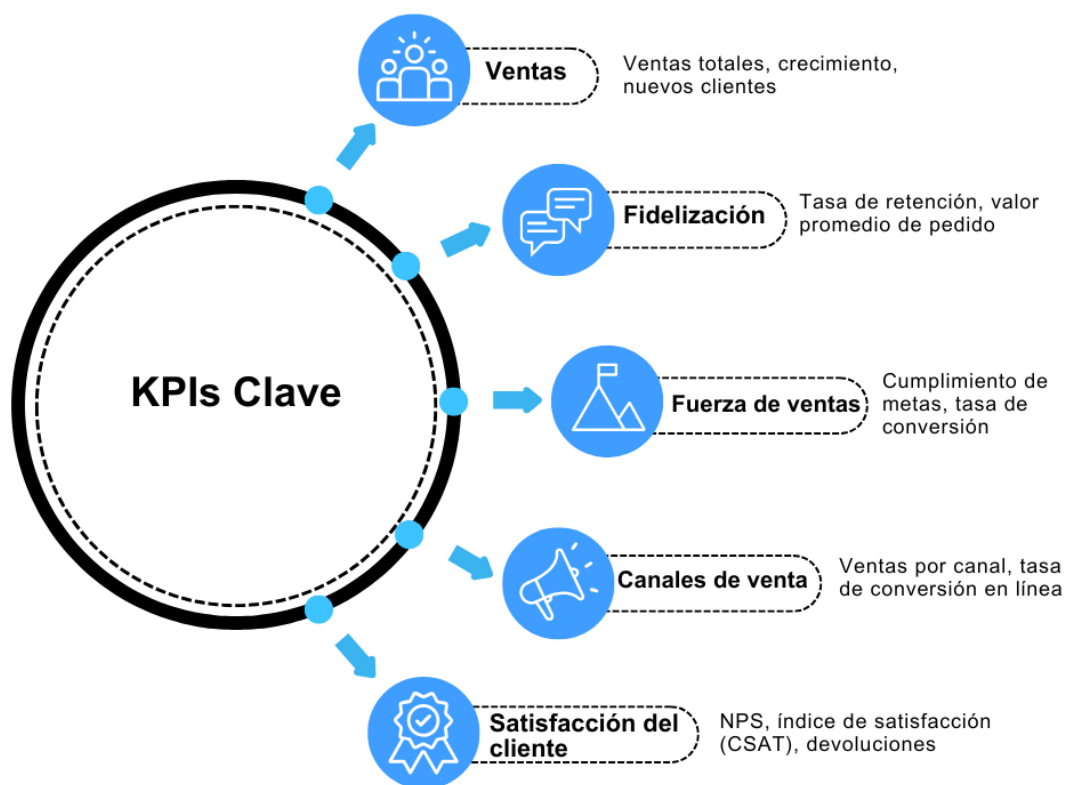 Ventas
Ventas totales, crecimiento,
nuevos clientes
Fidelización
Tasa de retención, valor
promedio de pedido
KPIs Clave
Fuerza de ventas
Cumplimiento de
metas, tasa de
conversión
Canales de venta
Ventas por canal, tasa
de conversión en línea
Satisfacción del
cliente
NPS, índice de satisfacción
(CSAT), devoluciones